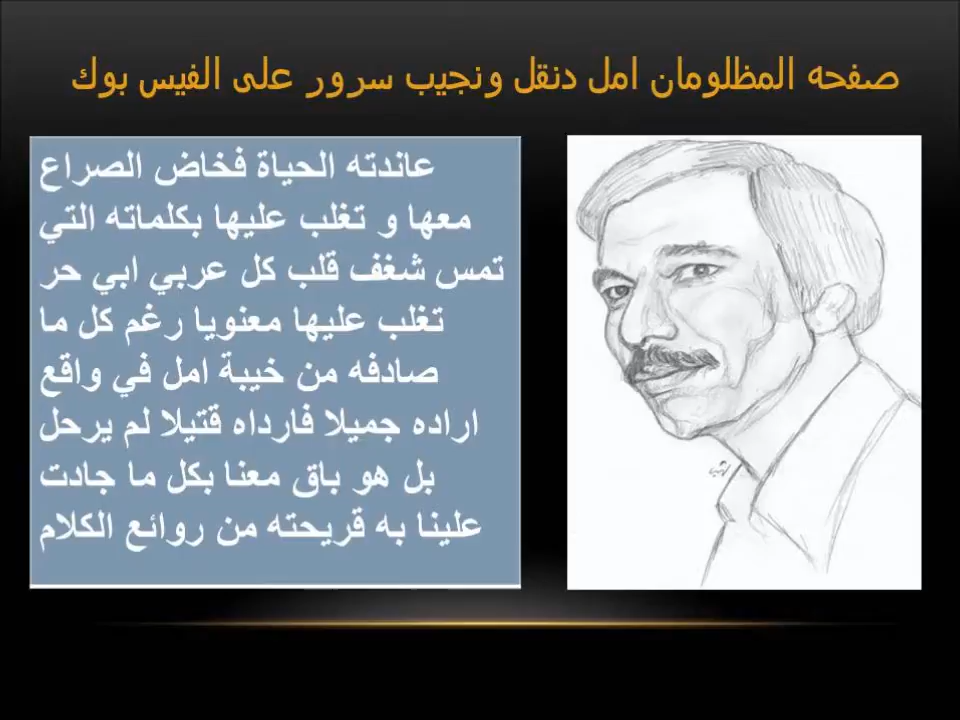 صفحه المظلومان امل دنقل ونجيب سرور على الفيس بوك
عاندته الحياة فخاض الصراع
معها و تغلب عليها بكلماته التي
تمس شغف قلب كل عربي ابي حر
تغلب عليها معنويا رغم كل ما
صادفه من خيبة امل في واقع
اراده جميلا فارداه قتيلا لم يرحل
بل هو باق معنا بكل ما جادت
علينا به قريحته من روائع الكلام